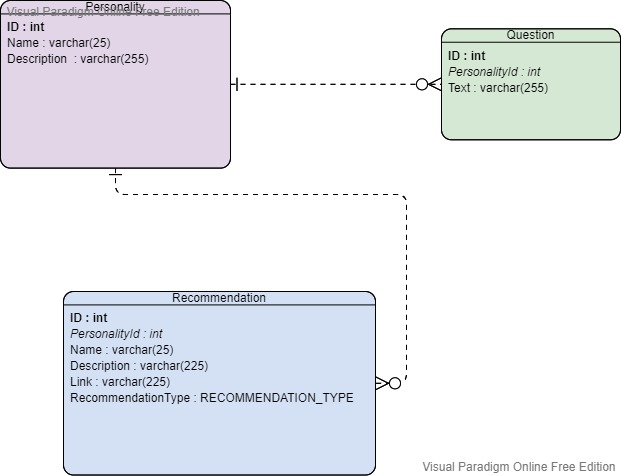 Visual Paradigm Online Free Edition
Personality
ID : int
Name : varchar(25)
Description : varchar(255)
Question
ID : int
PersonalityId : int
Text : varchar(255)
Recommendation
ID : int
PersonalityId : int
Name : varchar(25)
Description : varchar(225)
Link : varchar(225)
RecommendationType : RECOMMENDATION_TYPE
Visual Paradigm Online Free Edition